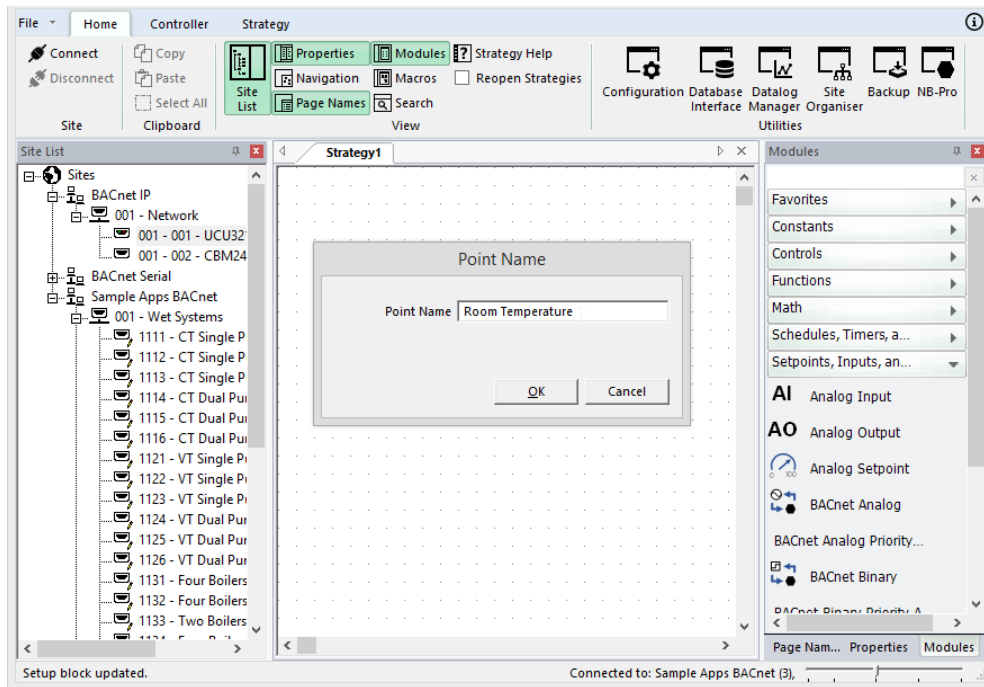 File Home Controller Strategy
Connect Copy Properties Modules Strategy Help
Disconnect Paste Navigation Macros Reopen Strategies
Select All Site List Page Names Search
Configuration Database Interface Datalog Manager Site Organiser Backup NB-Pro
Site Clipboard View Utilities
Site List Strategy1 Modules
Sites
BACnet IP
001 - Network
001 - 001 - UCU32
001 - 002 - CBM24
BACnet Serial
Sample Apps BACnet
001 - Wet Systems
1111 - CT Single P
1112 - CT Single P
1113 - CT Single P
1114 - CT Dual Pu
1115 - CT Dual Pu
1116 - CT Dual Pu
1121 - VT Single P
1122 - VT Single P
1123 - VT Single P
1124 - VT Dual Pur
1125 - VT Dual Pur
1126 - VT Dual Pur
1131 - Four Boilers
1132 - Four Boilers
1133 - Two Boilers
Point Name
Point Name Room Temperature
OK Cancel
Favorites
Constants
Controls
Functions
Math
Schedules, Timers, a...
Setpoints, Inputs, an...
AI Analog Input
AO Analog Output
0 100 Analog Setpoint
BACnet Analog
BACnet Analog Priority...
BACnet Binary
BACnet Binary Priority A
Page Nam... Properties Modules
Setup block updated. Connected to: Sample Apps BACnet (3),